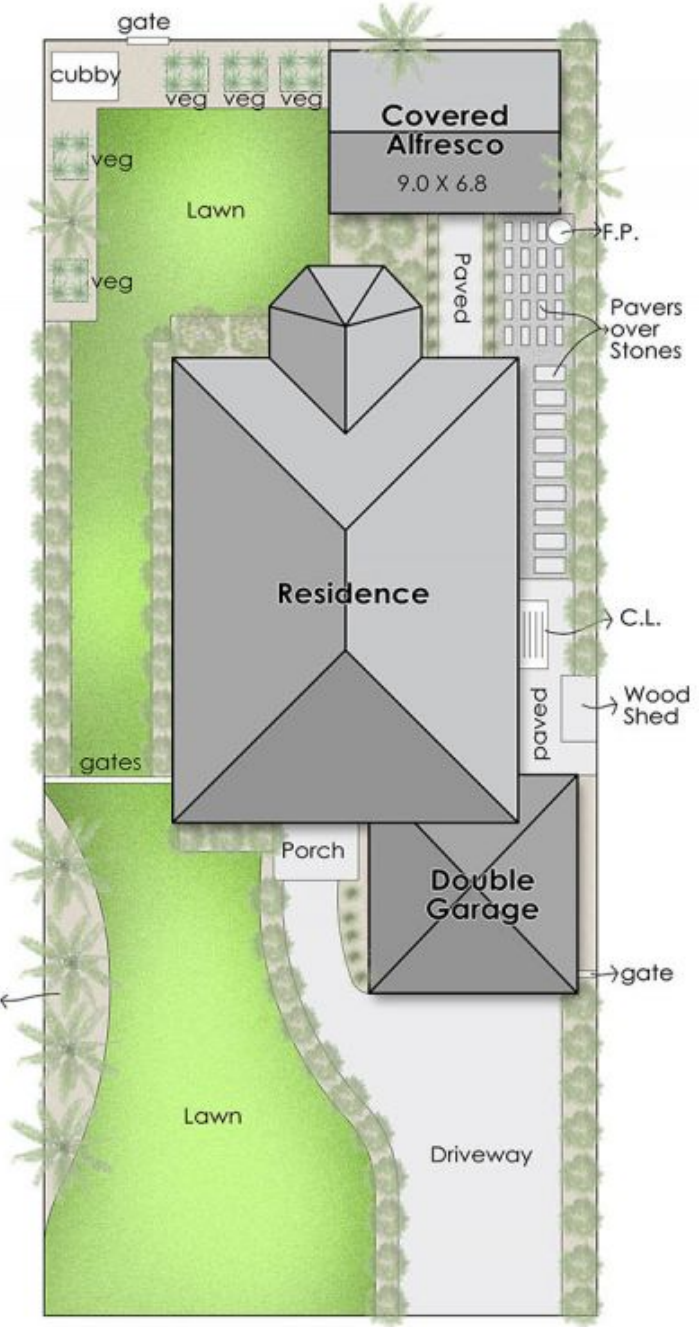 gate
cubby
veg veg veg
Covered
Alfresco
9.0 X 6.8
veg
Lawn
F.P.
veg
Paved
Pavers
over
Stones
Residence
C.L.
Wood
Shed
paved
gates
Porch
Double
Garage
gate
Lawn
Driveway